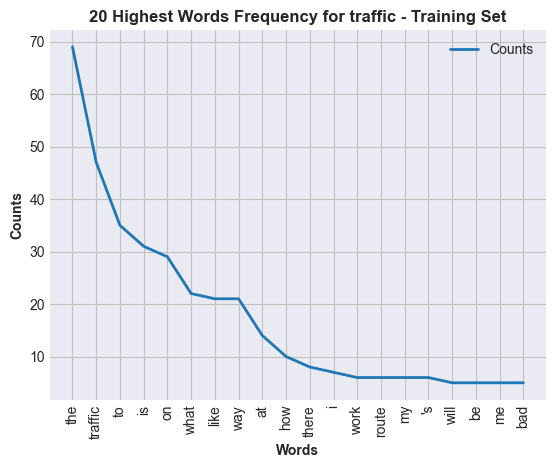 20 Highest Words Frequency for traffic - Training Set
Counts
70
60
50
40
30
20
10
Counts
the
traffic
to
is
on
what
like
way
at
how
there
i
work
route
my
's
will
be
me
bad
Words